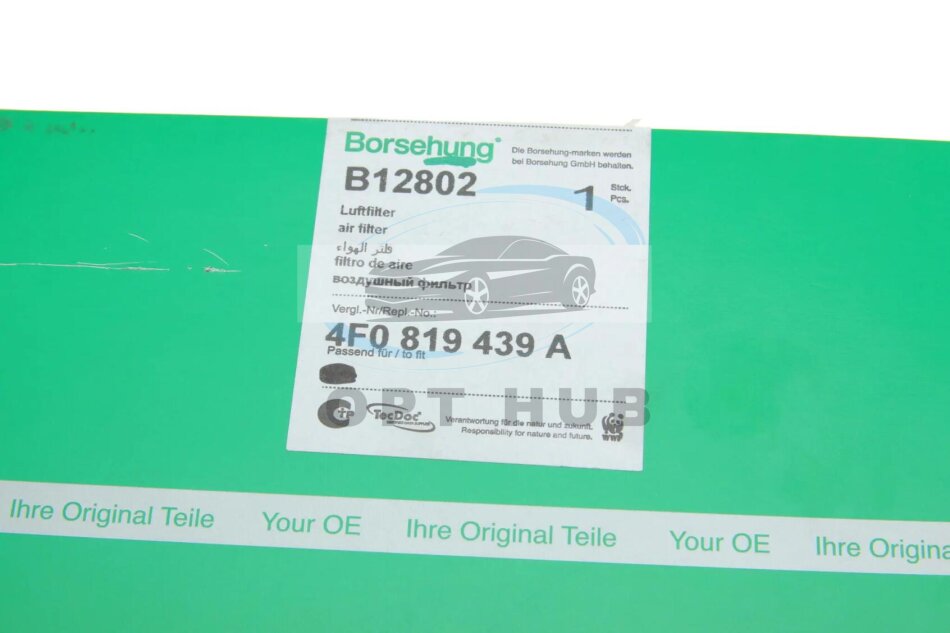 Borsehung
Die Borsehung-marken werden
bei Borsehung GmbH behalten.
B12802
1 Stck.
Pcs.
Luftfilter
air filter
فلتر الهواء
filtro de aire
воздушный фильтр
Vergl.-Nr/Repl.-No.:
4F0 819 439 A
Passend für / to fit
OPT HUB
TecDoc
Verantwortung für die natur und zukunft.
Responsibility for nature and future.
WWF
Ihre Original Teile Your OE Ihre Original Teile Your OE Ihre Origina